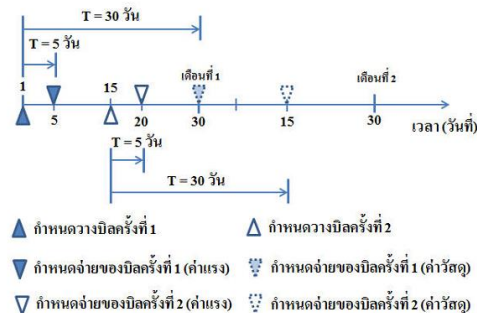 T = 30 วัน
T = 5 วัน
1
15
เดือนที่ 1
เดือนที่ 2
5
20
30
15
30
เวลา (วันที่)
T = 5 วัน
T = 30 วัน
กำหนดวางบิลครั้งที่ 1
กำหนดวางบิลครั้งที่ 2
กำหนดจ่ายของบิลครั้งที่ 1 (ค่าแรง)
กำหนดจ่ายของบิลครั้งที่ 1 (ค่าวัสดุ)
กำหนดจ่ายของบิลครั้งที่ 2 (ค่าแรง)
กำหนดจ่ายของบิลครั้งที่ 2 (ค่าวัสดุ)